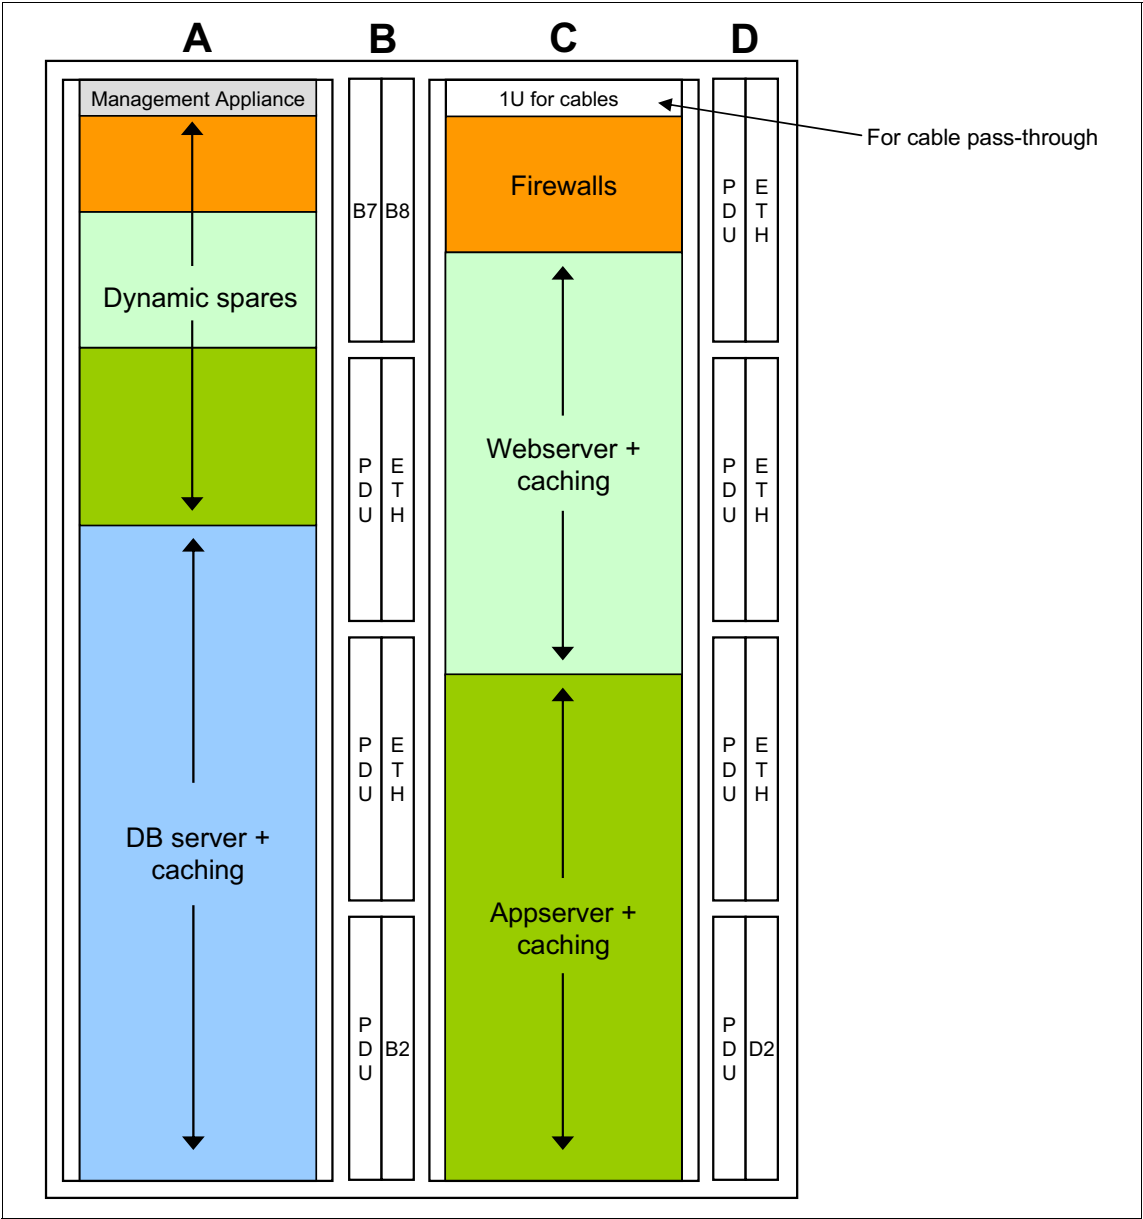 A
B
C
D
Management Appliance
Dynamic spares
DB server +
caching
B7
B8
P
D
U
E
T
H
P
D
U
E
T
H
P
D
U
B2
1U for cables
Firewalls
Webserver +
caching
Appserver +
caching
P
D
U
E
T
H
P
D
U
E
T
H
P
D
U
E
T
H
P
D
U
D2
For cable pass-through